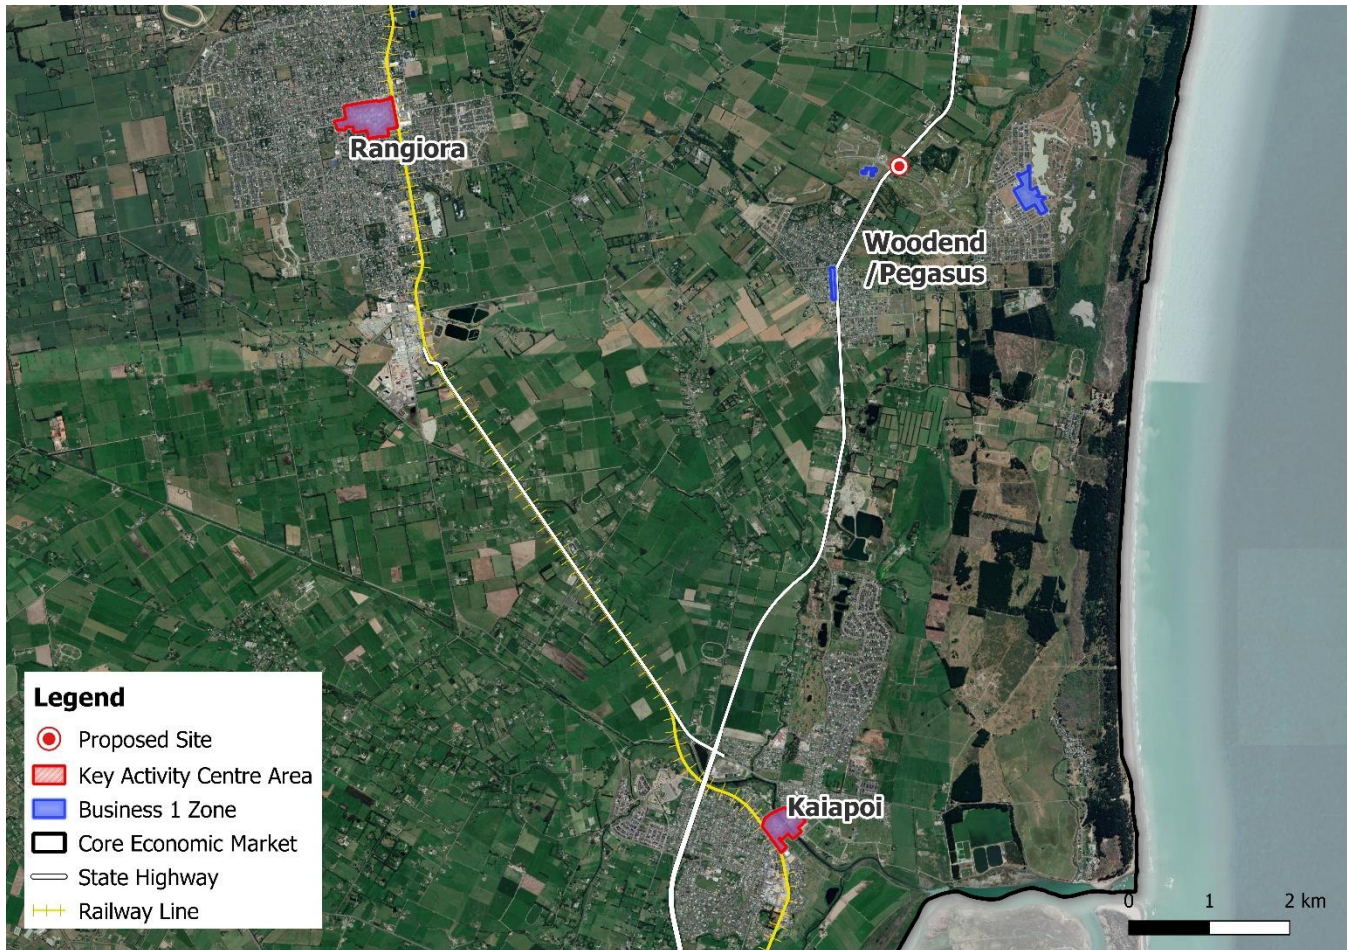 Rangiora
Woodend
/Pegasus
Kaiapoi
Legend
Proposed Site
Key Activity Centre Area
Business 1 Zone
Core Economic Market
State Highway
Railway Line
0 1 2 km